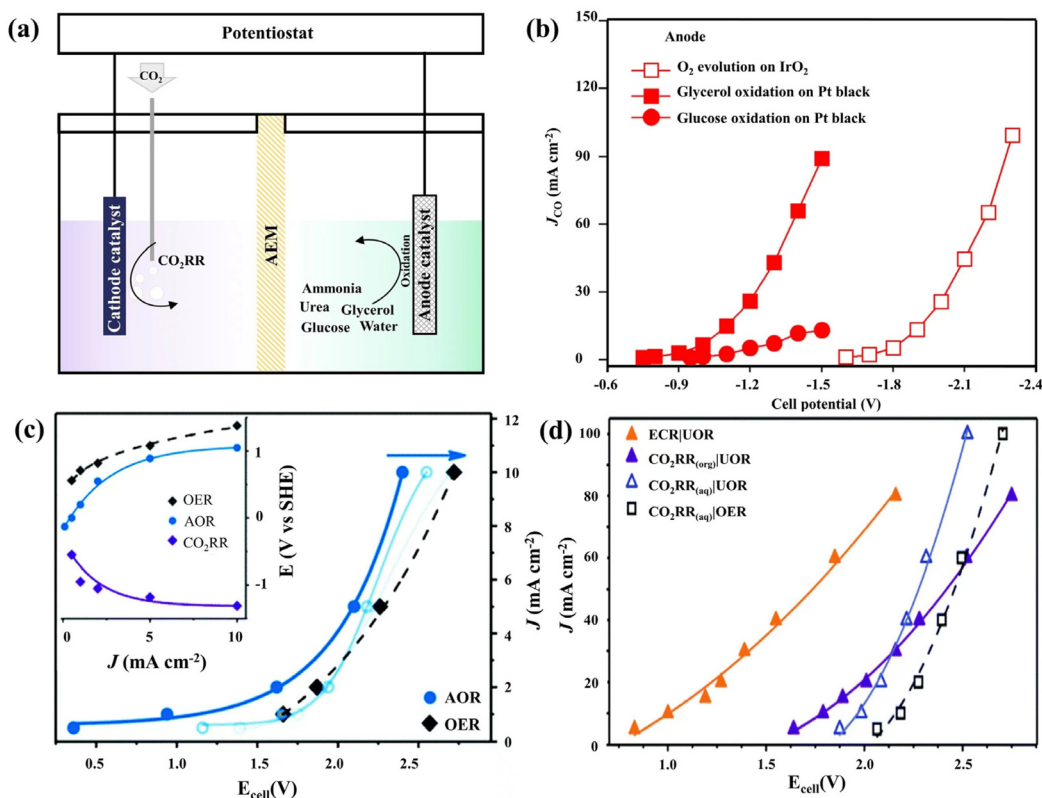 (a)
Potentiostat
CO2
Cathode catalyst
CO2RR
AEM
Ammonia
Urea Glycerol
Glucose Water
Oxidation
Anode catalyst
(b)
Anode
O2 evolution on IrO2
Glycerol oxidation on Pt black
Glucose oxidation on Pt black
JCO (mA cm-2)
150
120
90
60
30
0
-0.6 -0.9 -1.2 -1.5 -1.8 -2.1 -2.4
Cell potential (V)
(c)
OER
AOR
CO2RR
E (V vs SHE)
1
0
-1
0 5 10
J (mA cm-2)
12
10
8
6
4
2
0
J (mA cm-2)
AOR
OER
0.5 1.0 1.5 2.0 2.5
Ecell(V)
(d)
ECR|UOR
CO2RR(org)|UOR
CO2RR(aq)|UOR
CO2RR(aq)|OER
J (mA cm-2)
100
80
60
40
20
0
1.0 1.5 2.0 2.5
Ecell(V)